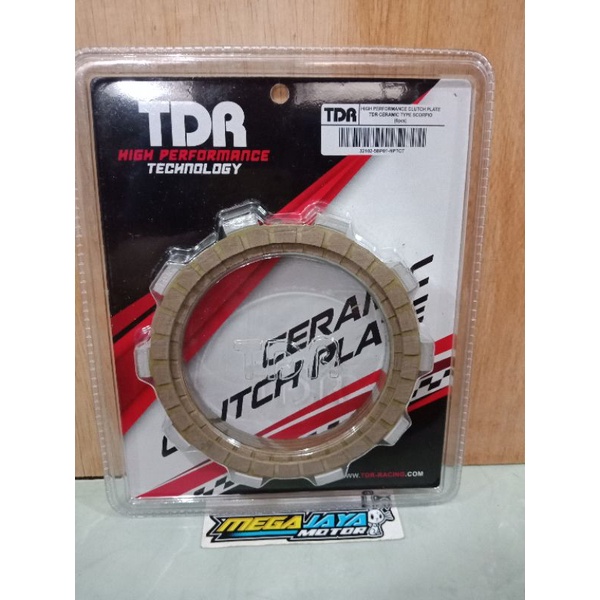 TDR
HIGH PERFORMANCE
TECHNOLOGY
TDR
HIGH PERFORMANCE CLUTCH PLATE
TDR CERAMIC TYPE SCORPIO
CERAMIC
CLUTCH PLATE
TDR
WWW.TDR-RACING.COM
MEGAJAYA
MOTOR